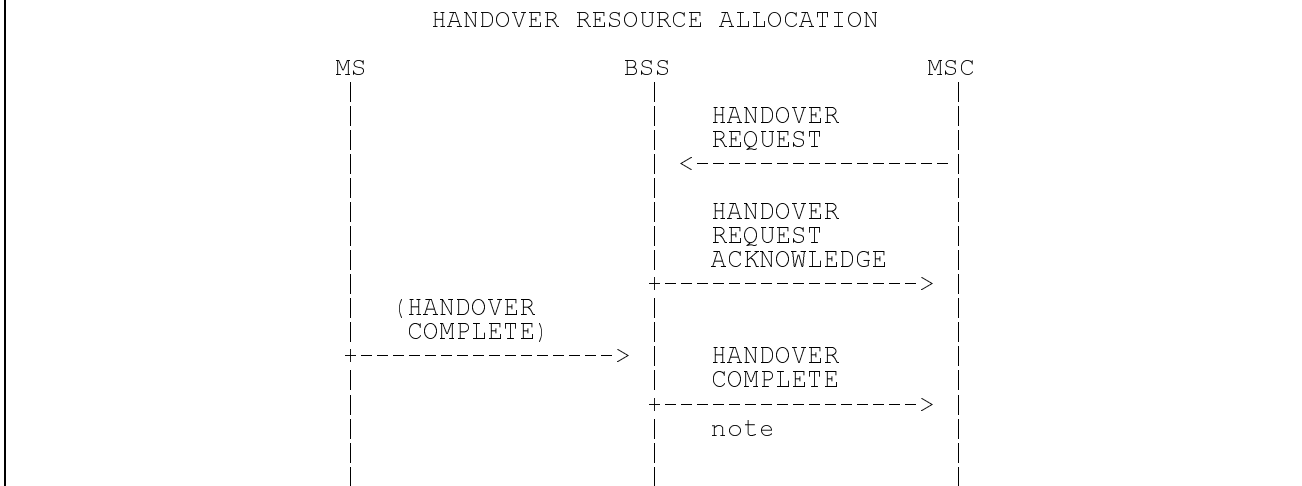 HANDOVER RESOURCE ALLOCATION
MS BSS MSC
HANDOVER
REQUEST
HANDOVER
REQUEST
ACKNOWLEDGE
(HANDOVER
COMPLETE)
HANDOVER
COMPLETE
note